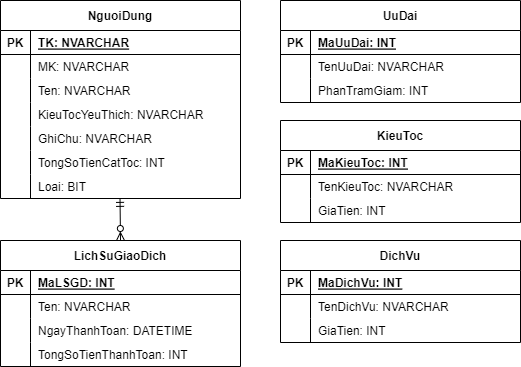 NguoiDung
PK TK: NVARCHAR
MK: NVARCHAR
Ten: NVARCHAR
KieuTocYeuThich: NVARCHAR
GhiChu: NVARCHAR
TongSoTienCatToc: INT
Loai: BIT
LichSuGiaoDich
PK MaLSGD: INT
Ten: NVARCHAR
NgayThanhToan: DATETIME
TongSoTienThanhToan: INT
UuDai
PK MaUuDai: INT
TenUuDai: NVARCHAR
PhanTramGiam: INT
KieuToc
PK MaKieuToc: INT
TenKieuToc: NVARCHAR
GiaTien: INT
DichVu
PK MaDichVu: INT
TenDichVu: NVARCHAR
GiaTien: INT